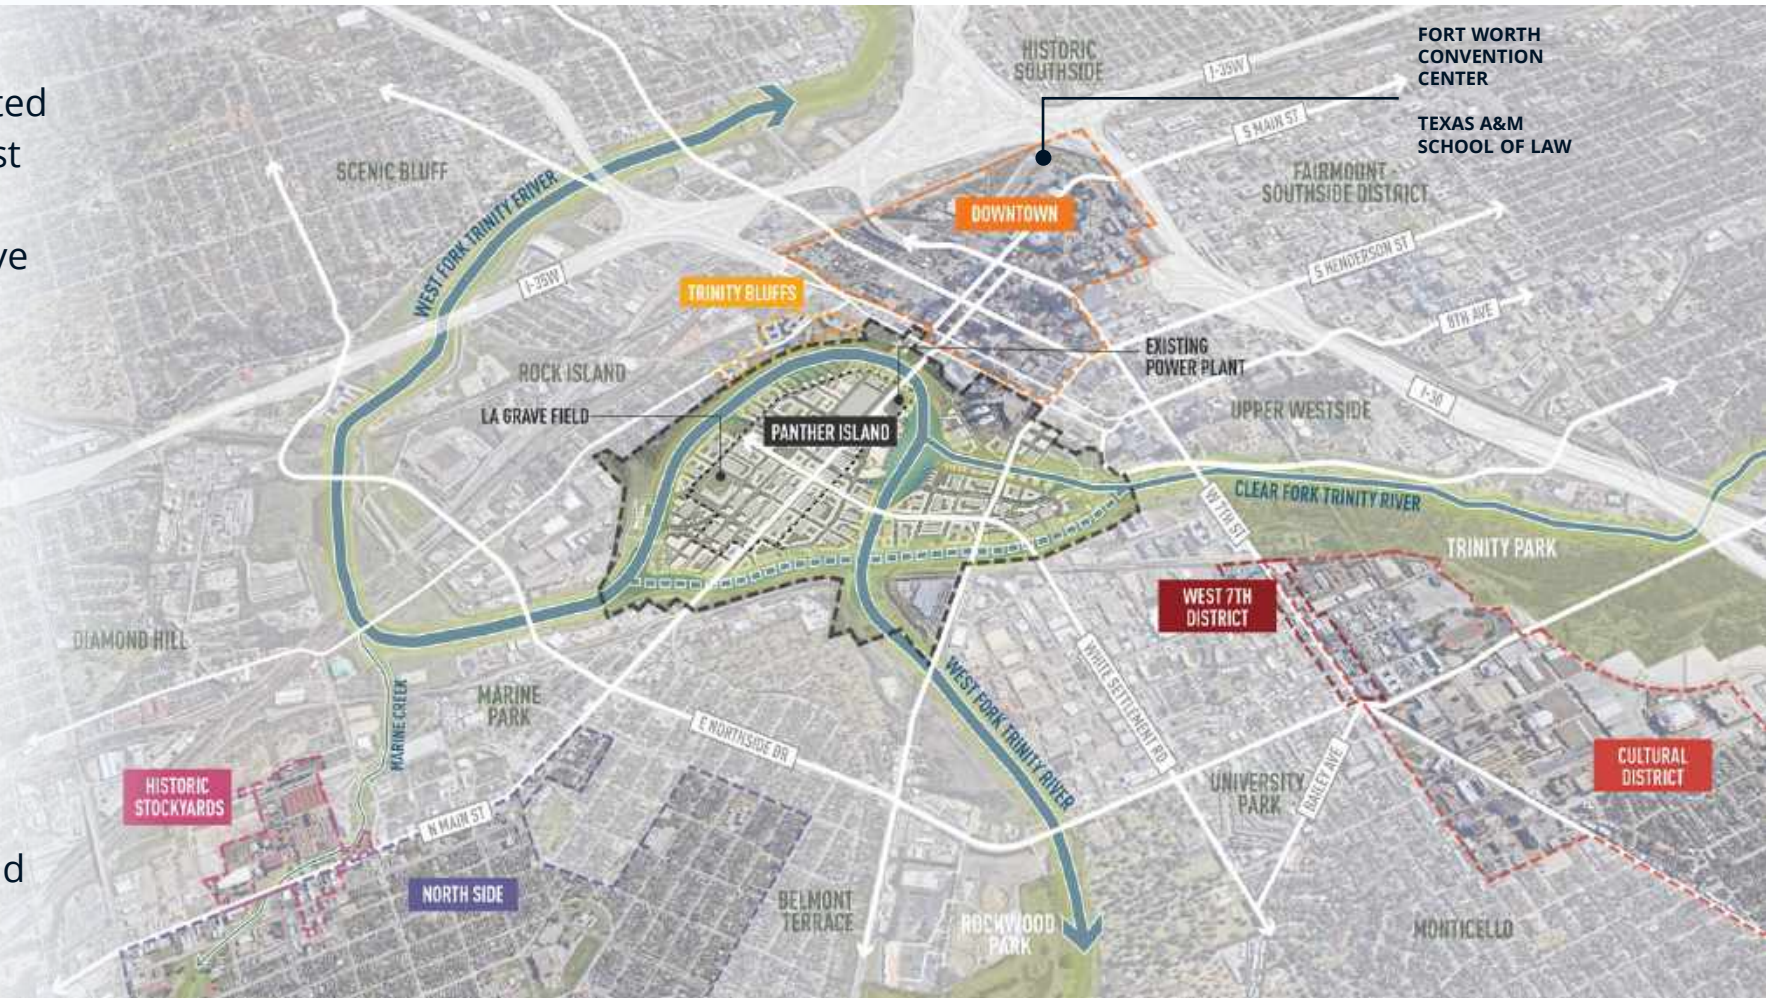 ted
st
ve
d
FORT WORTH
CONVENTION
CENTER
TEXAS A&M
SCHOOL OF LAW
HISTORIC
SOUTHSIDE
I-35W
S MAIN ST
SCENIC BLUFF
FAIRMOUNT -
SOUTHSIDE DISTRICT
DOWNTOWN
WEST FORK TRINITY ERIVER
S HENDERSON ST
I-35W
TRINITY BLUFFS
8TH AVE
EXISTING
POWER PLANT
ROCK ISLAND
I-30
LA GRAVE FIELD
UPPER WESTSIDE
PANTHER ISLAND
CLEAR FORK TRINITY RIVER
W 7TH ST
TRINITY PARK
WEST 7TH
DISTRICT
DIAMOND HILL
WHITE SETTLEMENT RD
MARINE
PARK
MARINE CREEK
WEST FORK TRINITY RIVER
E NORTHSIDE DR
CULTURAL
DISTRICT
HISTORIC
STOCKYARDS
UNIVERSITY
PARK
BAILEY AVE
N MAIN ST
NORTH SIDE
BELMONT
TERRACE
ROCKWOOD
PARK
MONTICELLO